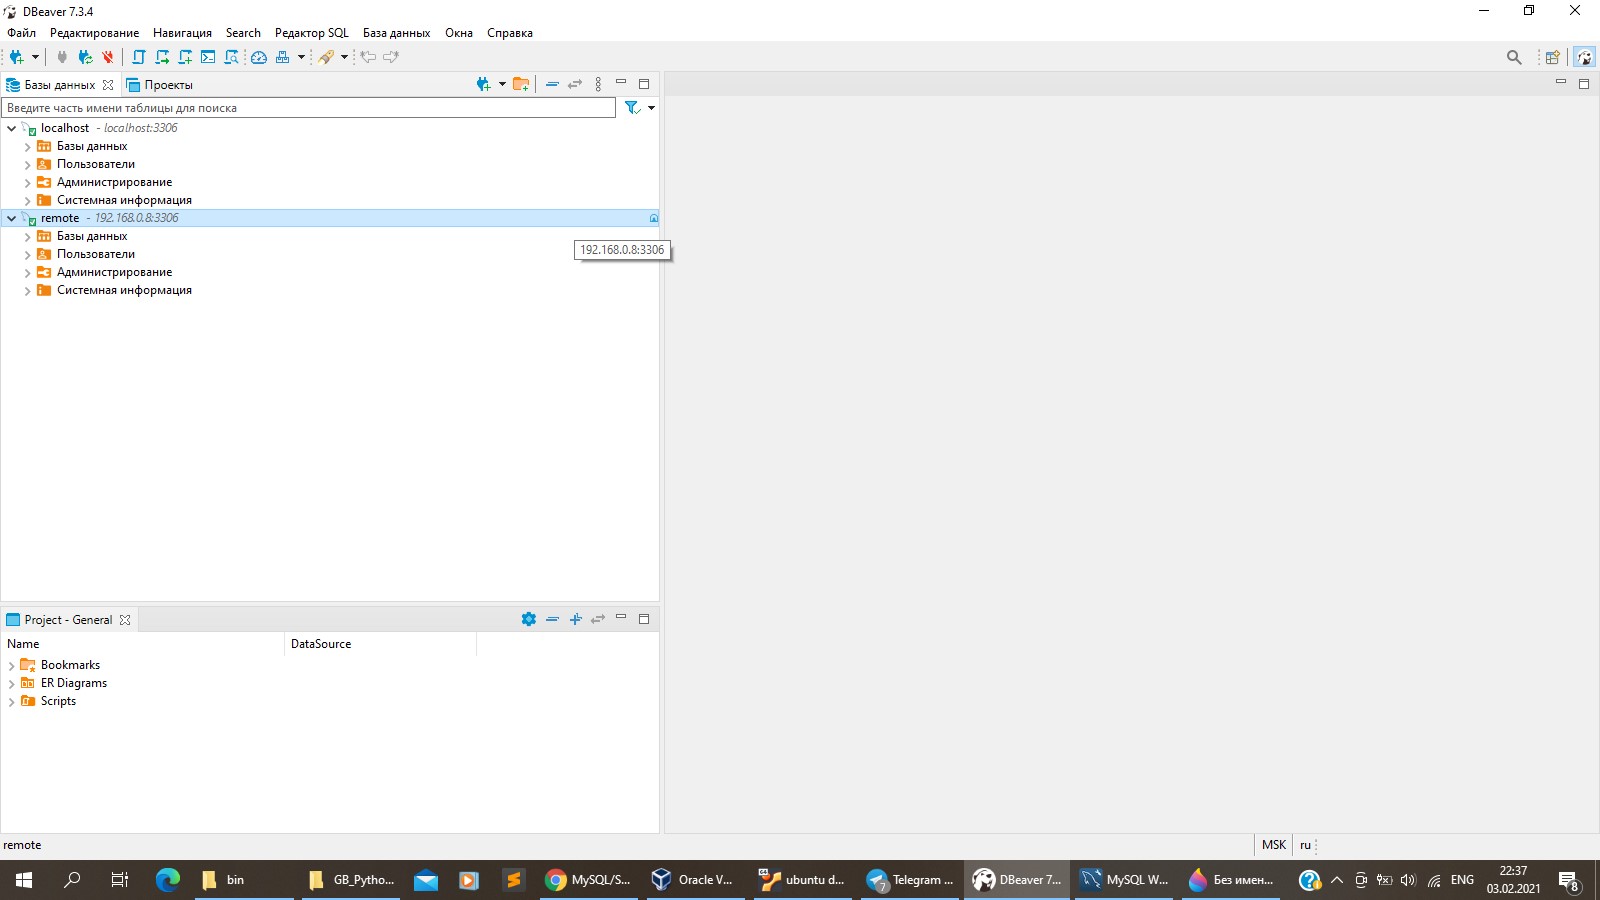 DBeaver 7.3.4
Файл Редактирование Навигация Search Редактор SQL База данных Окна Справка
Базы данных Проекты
Введите часть имени таблицы для поиска
localhost - localhost:3306
Базы данных
Пользователи
Администрирование
Системная информация
remote - 192.168.0.8:3306
Базы данных
192.168.0.8:3306
Пользователи
Администрирование
Системная информация
Project - General
Name DataSource
Bookmarks
ER Diagrams
Scripts
remote MSK ru
bin GB_Pytho... MySQL/S... Oracle V... ubuntu d... 7 Telegram ... DBeaver 7... MySQL W... Без имен... ENG 22:37
03.02.2021 8